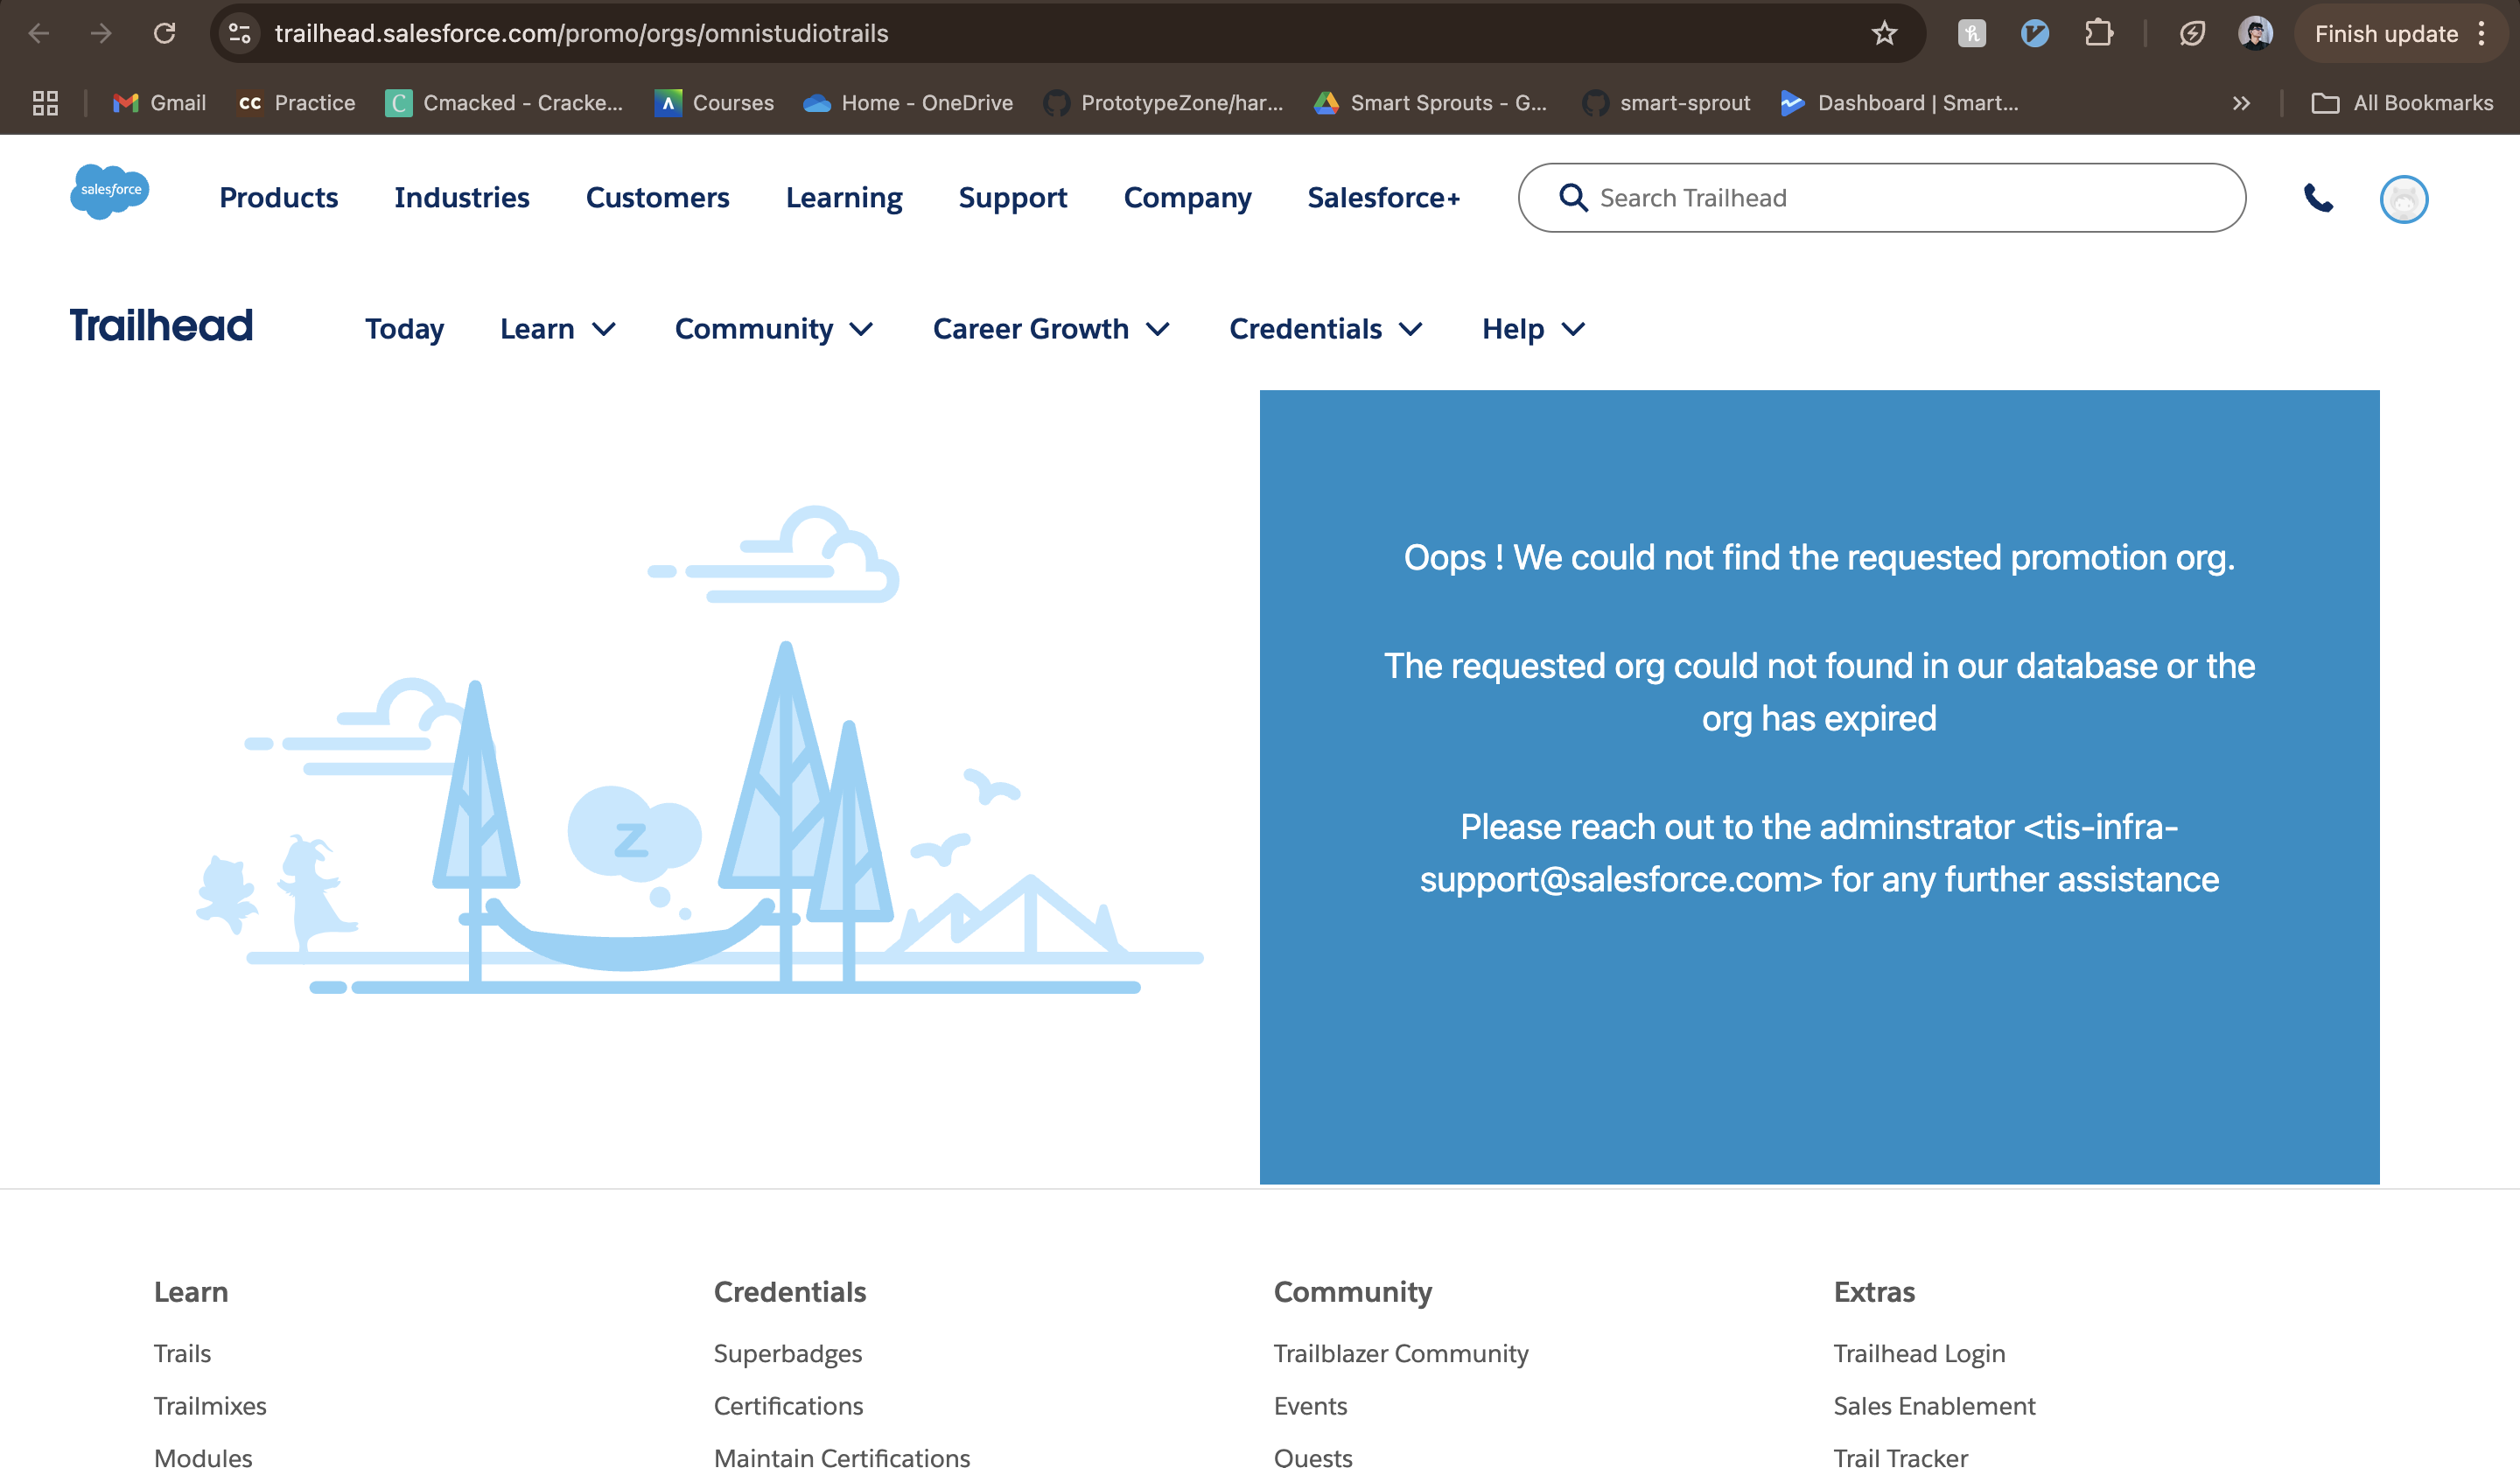 trailhead.salesforce.com/promo/orgs/omnistudiotrails
Finish update
Gmail
CC Practice
C Cmacked - Cracke...
Courses
Home - OneDrive
PrototypeZone/har...
Smart Sprouts - G...
smart-sprout
Dashboard | Smart...
All Bookmarks
salesforce
Products
Industries
Customers
Learning
Support
Company
Salesforce+
Search Trailhead
Trailhead
Today
Learn
Community
Career Growth
Credentials
Help
z
Oops ! We could not find the requested promotion org.
The requested org could not found in our database or the
org has expired
Please reach out to the adminstrator <tis-infra-
support@salesforce.com> for any further assistance
Learn
Trails
Trailmixes
Modules
Credentials
Superbadges
Certifications
Maintain Certifications
Community
Trailblazer Community
Events
Quests
Extras
Trailhead Login
Sales Enablement
Trail Tracker